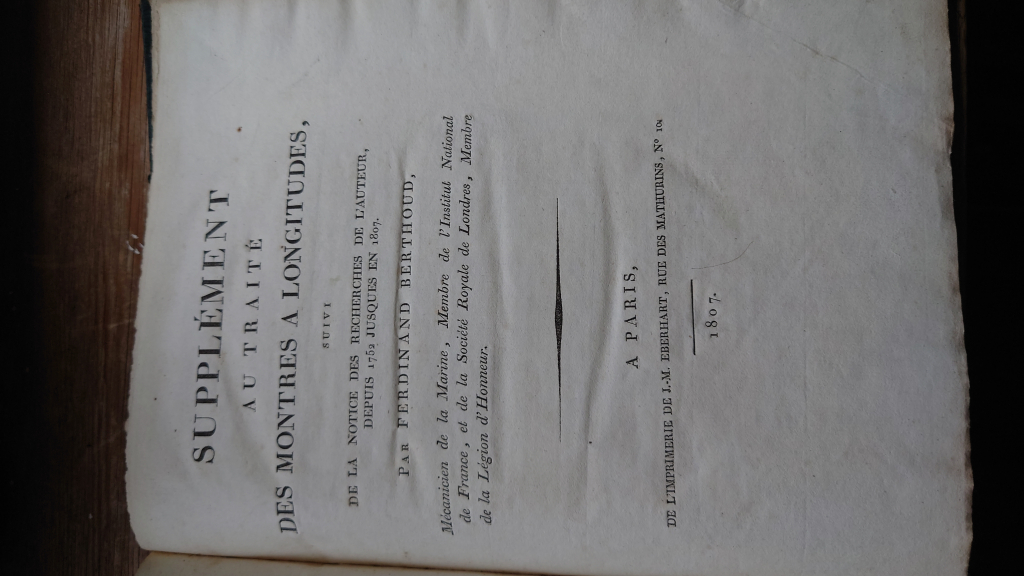 SUPPLÉMENT
AU TRAITÉ
DES MONTRES A LONGITUDES,
SUIVI
DE LA NOTICE DES RECHERCHES DE L'AUTEUR,
DEPUIS 1752 JUSQUES EN 1807.
PAR FERDINAND BERTHOUD,
Mécanicien de la Marine, Membre de l'Institut National
de France, et de la Société Royale de Londres, Membre
de la Légion d'Honneur.
A PARIS,
DE L'IMPRIMERIE DE J.-M. EBERHART, RUE DES MATHURINS, Nº
1807.